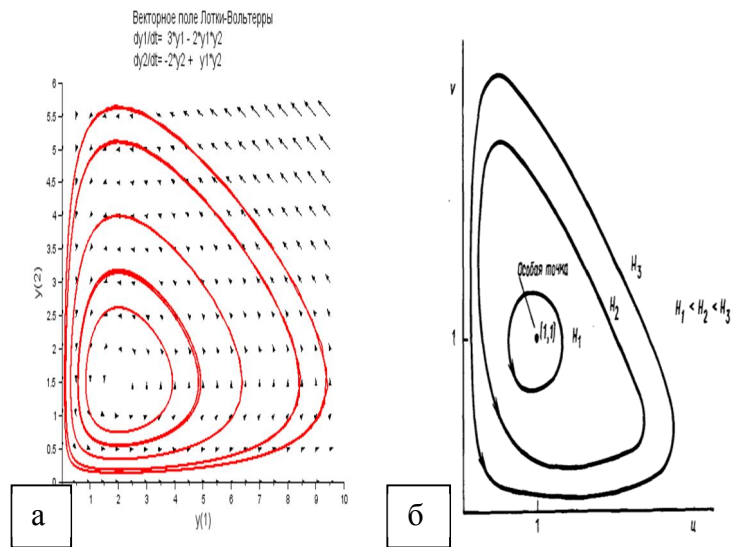 Векторное поле Лотки-Вольтерры
dy1/dt= 3*y1 - 2*y1*y2
dy2/dt= -2*y2 + y1*y2
6
5.5
5
4.5
4
3.5
3
2.5
2
1.5
1
0.5
0
y(2)
1 2 3 4 5 6 7 8 9 10
y(1)
а
v
1
Особая точка
(1,1)
H₁
H₂
H₃
H₁ < H₂ < H₃
1
u
б